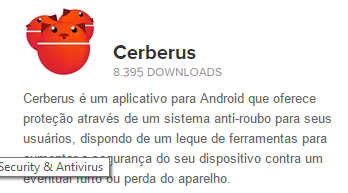 Cerberus
8.395 DOWNLOADS
Cerberus é um aplicativo para Android que oferece
proteção através de um sistema anti-roubo para seus
usuários, dispondo de um leque de ferramentas para
segurança do seu dispositivo contra um
Security & Antivirus
eventual furto ou perda do aparelho.